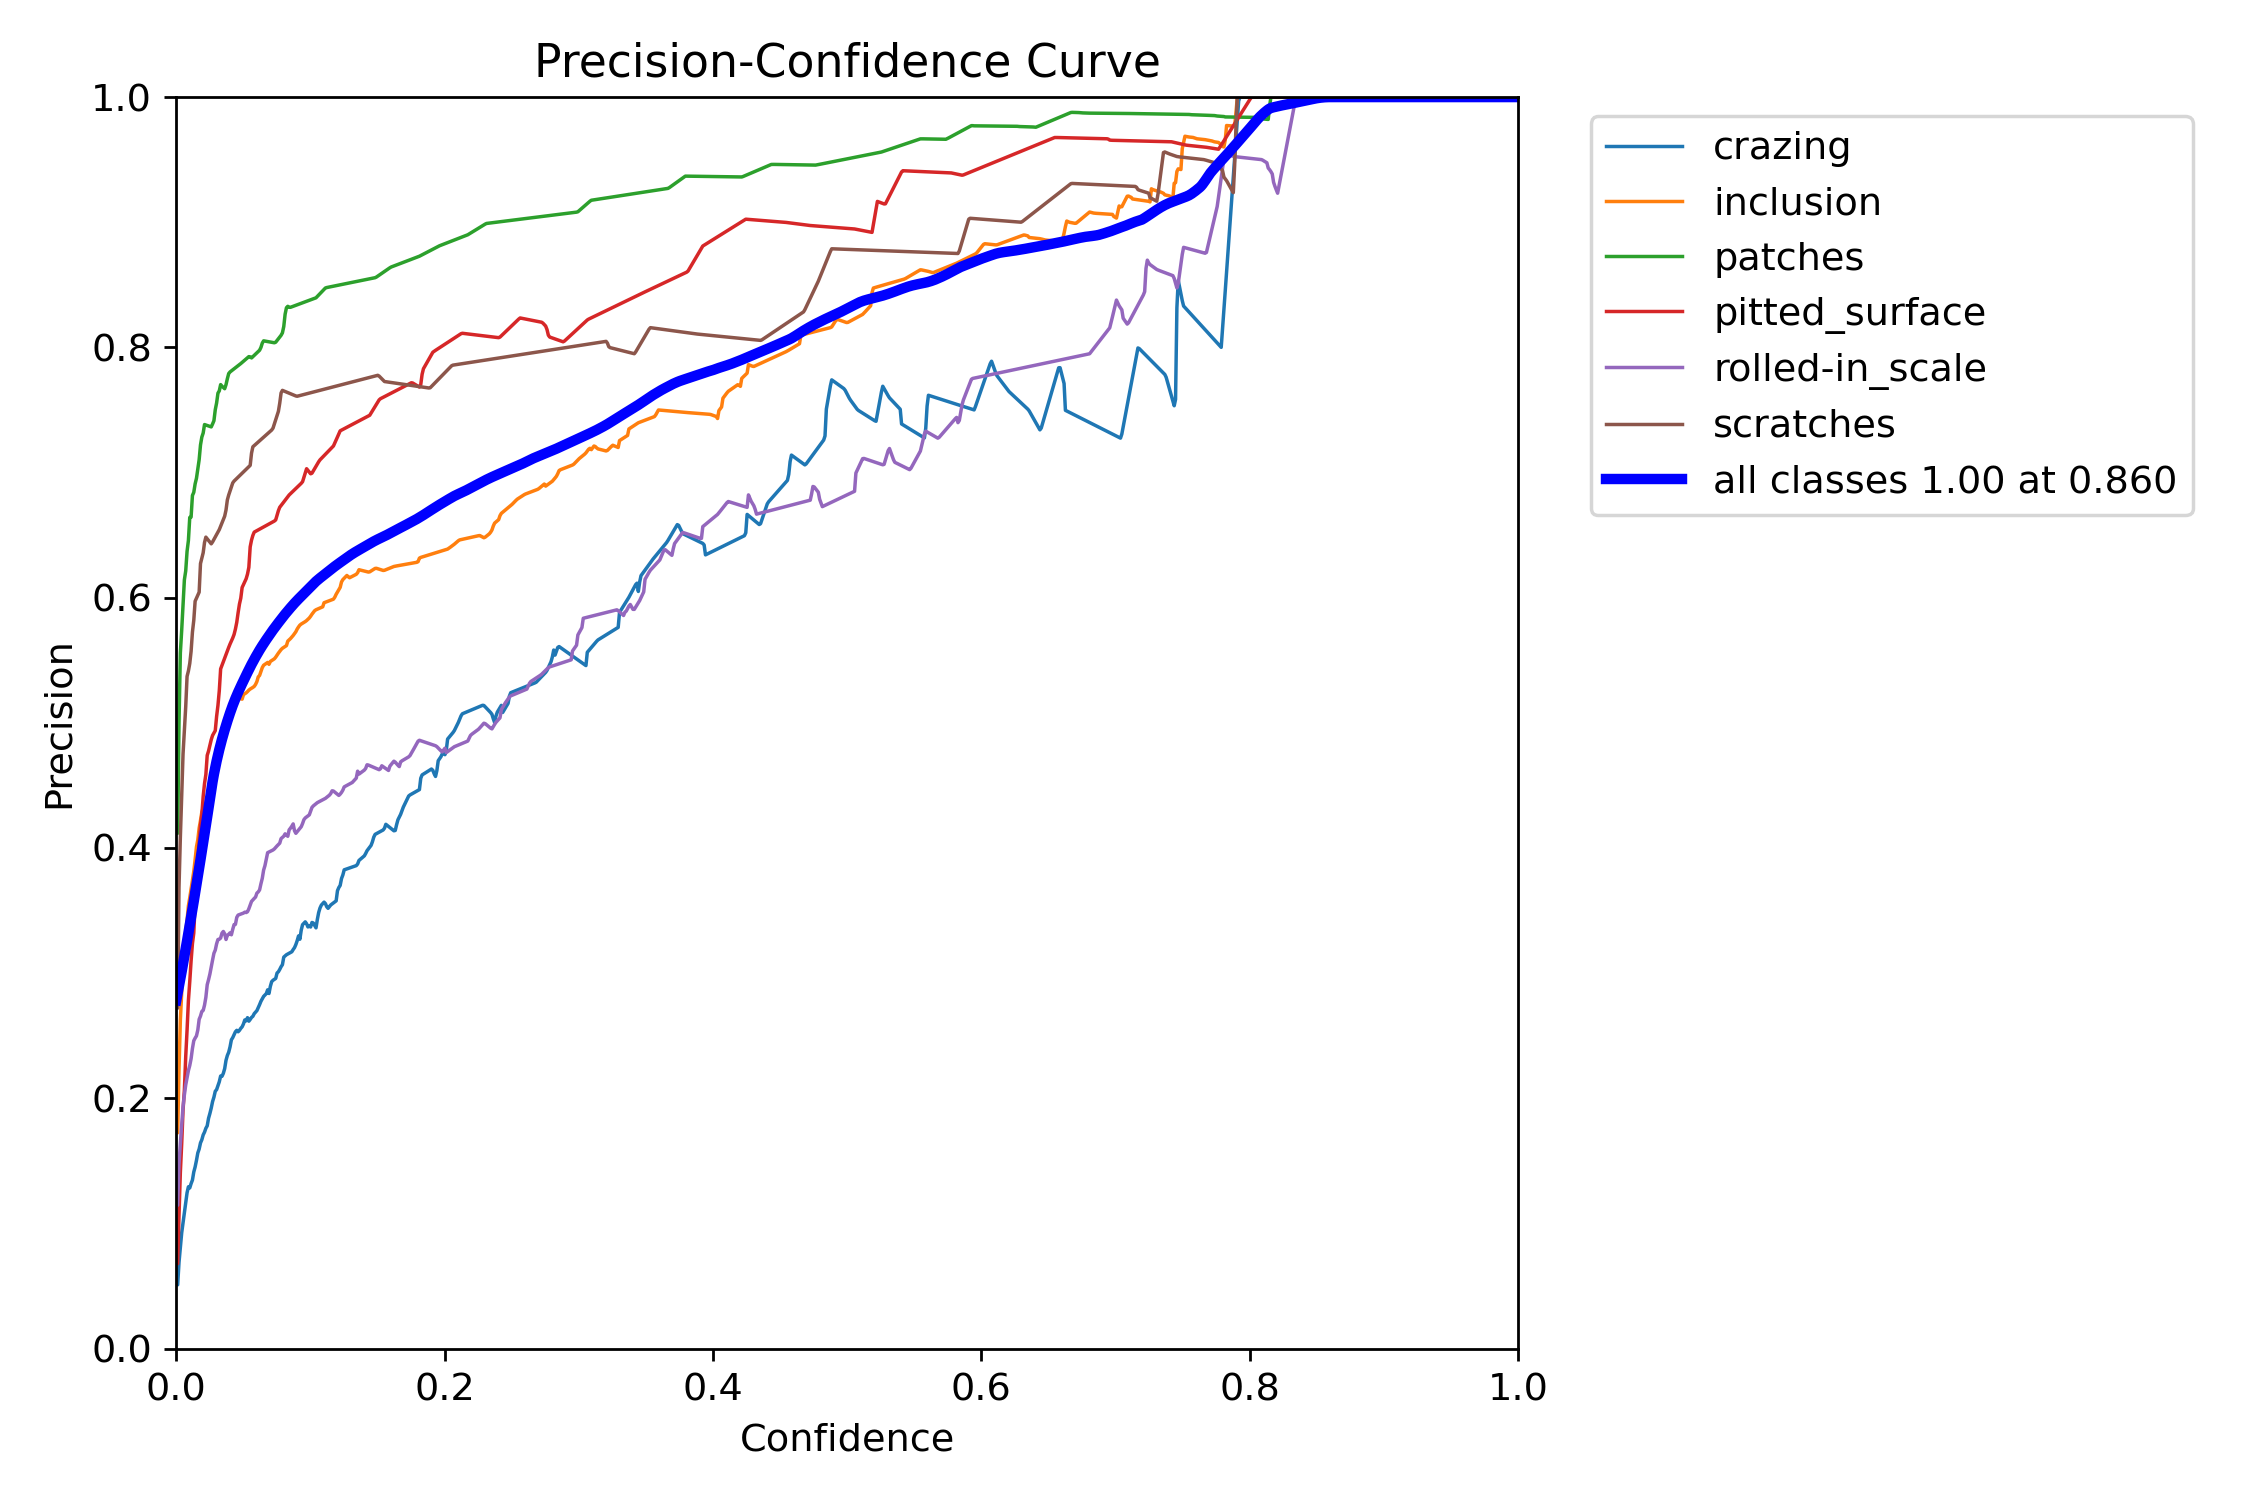 Precision-Confidence Curve
1.0
0.8
0.6
0.4
0.2
0.0
Precision
0.0 0.2 0.4 0.6 0.8 1.0
Confidence
crazing
inclusion
patches
pitted_surface
rolled-in_scale
scratches
all classes 1.00 at 0.860